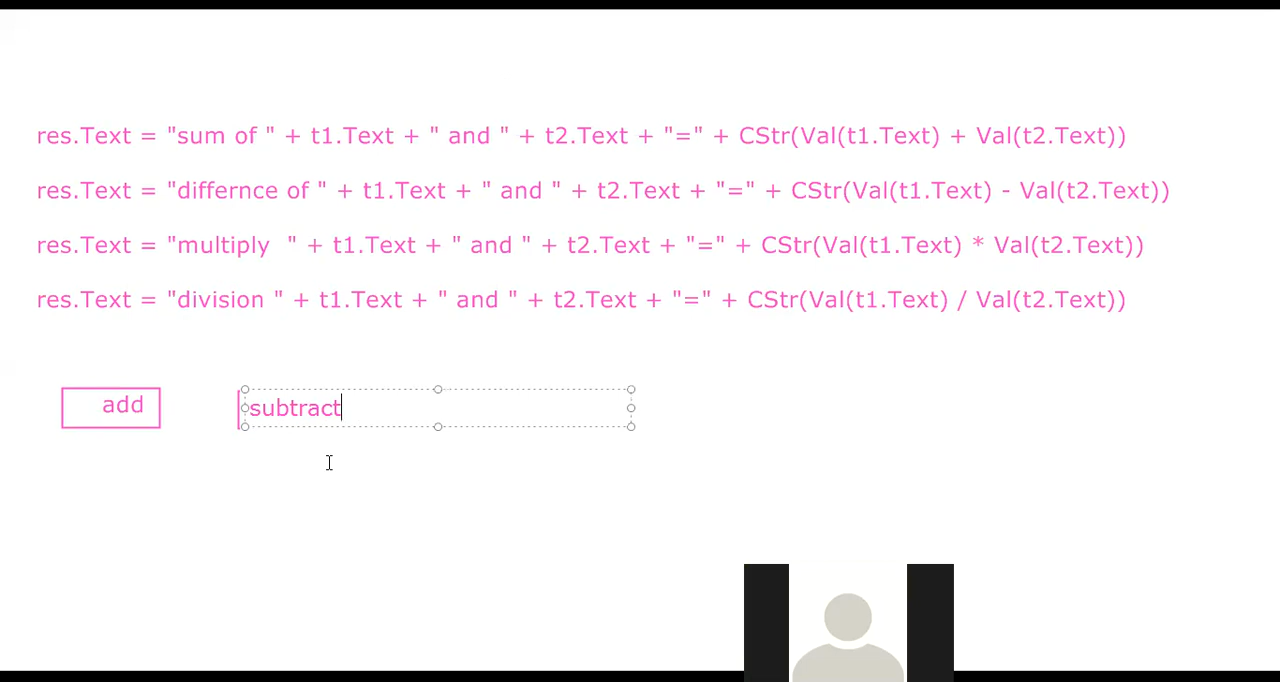 res.Text = "sum of " + t1.Text + " and " + t2.Text + "=" + CStr(Val(t1.Text) + Val(t2.Text))
res.Text = "differnce of " + t1.Text + " and " + t2.Text + "=" + CStr(Val(t1.Text) - Val(t2.Text))
res.Text = "multiply  " + t1.Text + " and " + t2.Text + "=" + CStr(Val(t1.Text) * Val(t2.Text))
res.Text = "division " + t1.Text + " and " + t2.Text + "=" + CStr(Val(t1.Text) / Val(t2.Text))
add subtract